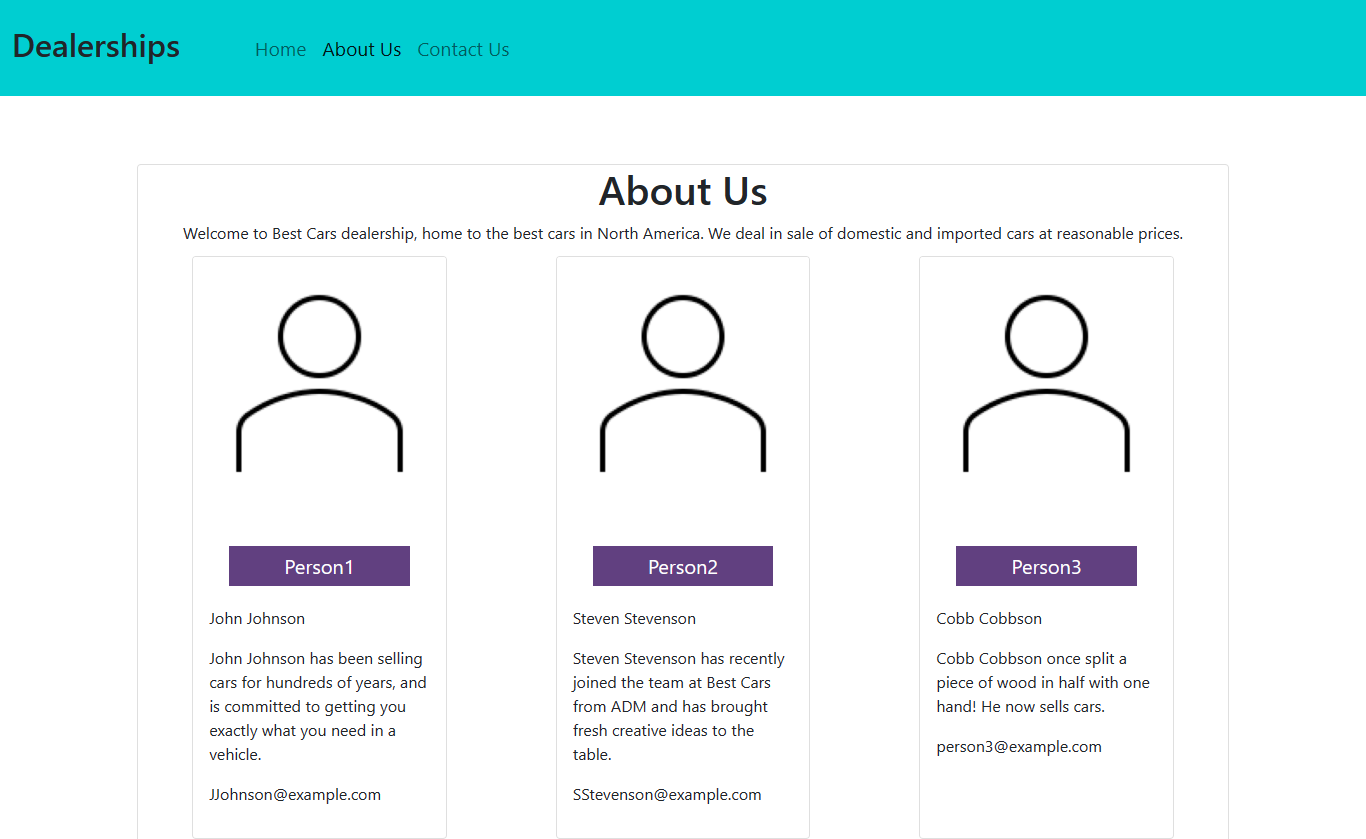 Dealerships
Home About Us Contact Us
About Us
Welcome to Best Cars dealership, home to the best cars in North America. We deal in sale of domestic and imported cars at reasonable prices.
Person1
John Johnson
John Johnson has been selling
cars for hundreds of years, and
is committed to getting you
exactly what you need in a
vehicle.
JJohnson@example.com
Person2
Steven Stevenson
Steven Stevenson has recently
joined the team at Best Cars
from ADM and has brought
fresh creative ideas to the
table.
SStevenson@example.com
Person3
Cobb Cobbson
Cobb Cobbson once split a
piece of wood in half with one
hand! He now sells cars.
person3@example.com